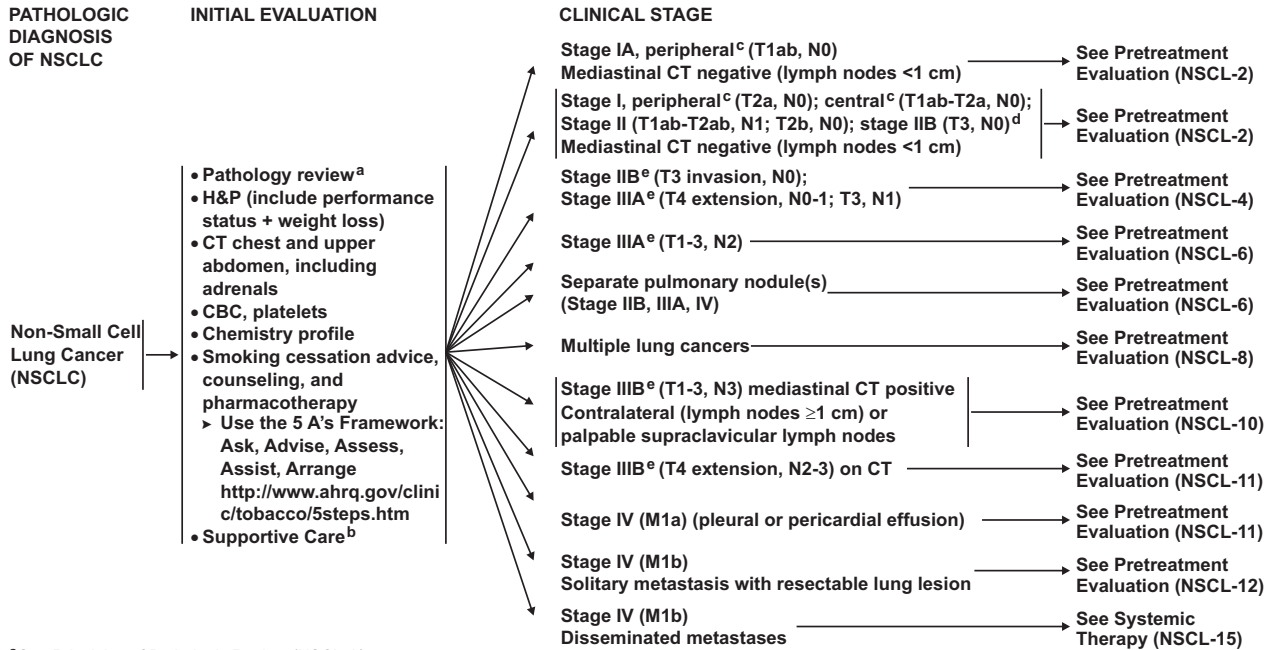 PATHOLOGIC
DIAGNOSIS
OF NSCLC
INITIAL EVALUATION
CLINICAL STAGE
Non-Small Cell
Lung Cancer
(NSCLC)
• Pathology review a
• H&P (include performance
status + weight loss)
• CT chest and upper
abdomen, including
adrenals
• CBC, platelets
• Chemistry profile
• Smoking cessation advice,
counseling, and
pharmacotherapy
➤ Use the 5 A's Framework:
Ask, Advise, Assess,
Assist, Arrange
http://www.ahrq.gov/clini
c/tobacco/5steps.htm
• Supportive Care b
Stage IA, peripheral c (T1ab, N0)
Mediastinal CT negative (lymph nodes <1 cm)
See Pretreatment
Evaluation (NSCL-2)
Stage I, peripheral c (T2a, N0); central c (T1ab-T2a, N0);
Stage II (T1ab-T2ab, N1; T2b, N0); stage IIB (T3, N0) d
Mediastinal CT negative (lymph nodes <1 cm)
See Pretreatment
Evaluation (NSCL-2)
Stage IIB e (T3 invasion, N0);
Stage IIIA e (T4 extension, N0-1; T3, N1)
See Pretreatment
Evaluation (NSCL-4)
Stage IIIA e (T1-3, N2)
See Pretreatment
Evaluation (NSCL-6)
Separate pulmonary nodule(s)
(Stage IIB, IIIA, IV)
See Pretreatment
Evaluation (NSCL-6)
Multiple lung cancers
See Pretreatment
Evaluation (NSCL-8)
Stage IIIB e (T1-3, N3) mediastinal CT positive
Contralateral (lymph nodes ≥1 cm) or
palpable supraclavicular lymph nodes
See Pretreatment
Evaluation (NSCL-10)
Stage IIIB e (T4 extension, N2-3) on CT
See Pretreatment
Evaluation (NSCL-11)
Stage IV (M1a) (pleural or pericardial effusion)
See Pretreatment
Evaluation (NSCL-11)
Stage IV (M1b)
Solitary metastasis with resectable lung lesion
See Pretreatment
Evaluation (NSCL-12)
Stage IV (M1b)
Disseminated metastases
See Systemic
Therapy (NSCL-15)